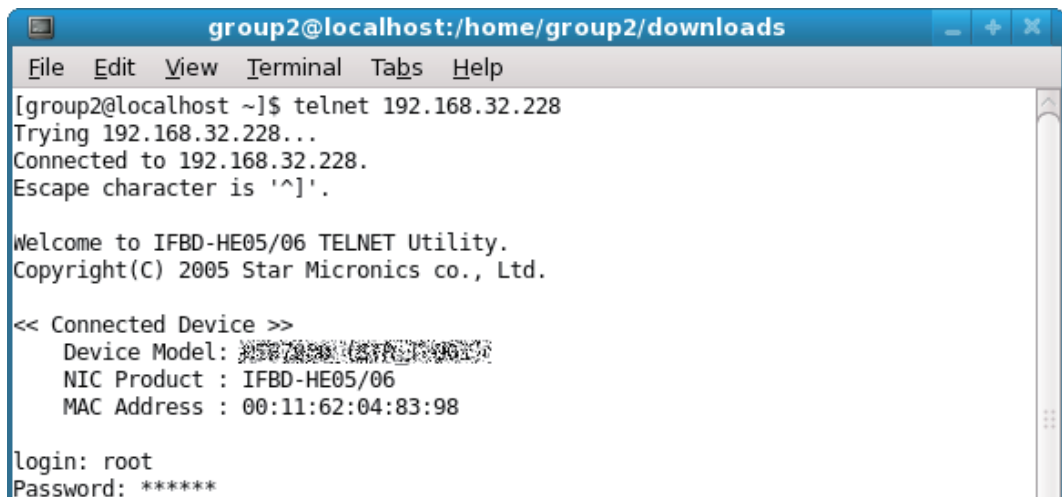 group2@localhost:/home/group2/downloads
File Edit View Terminal Tabs Help
[group2@localhost ~]$ telnet 192.168.32.228
Trying 192.168.32.228...
Connected to 192.168.32.228.
Escape character is '^]'.
Welcome to IFBD-HE05/06 TELNET Utility.
Copyright(C) 2005 Star Micronics co., Ltd.
<< Connected Device >>
Device Model:
NIC Product : IFBD-HE05/06
MAC Address : 00:11:62:04:83:98
login: root
Password: ******